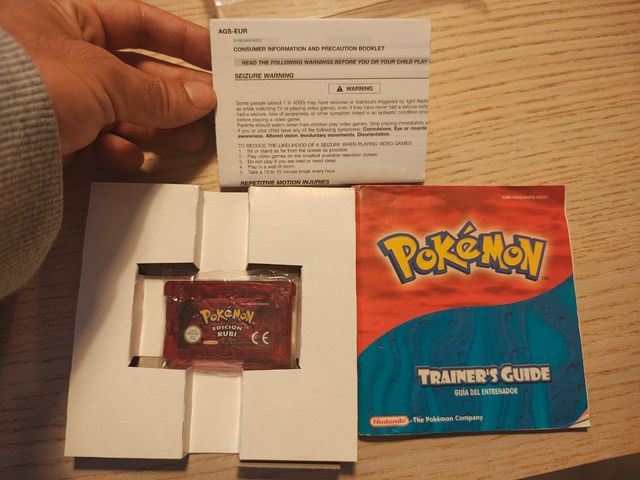 AGS-EUR
CONSUMER INFORMATION AND PRECAUTION BOOKLET
READ THE FOLLOWING WARNINGS BEFORE YOU OR YOUR CHILD PLAY
SEIZURE WARNING
WARNING
Some people (about 1 in 4000) may have seizures or blackouts triggered by light flashes
as while watching TV or playing video games, even if they have never had a seizure before
had a seizure, loss of awareness, or other symptom linked to an epileptic condition
before playing a video game.
Parents should watch when their children play video games. Stop playing immediately
if you or your child have any of the following symptoms: Convulsions, Eye or muscle
awareness, Altered vision, Involuntary movements, Disorientation.
TO REDUCE THE LIKELIHOOD OF A SEIZURE WHEN PLAYING VIDEO GAMES:
1. Sit or stand as far from the screen as possible.
2. Play video games on the smallest available television screen.
3. Do not play if you are tired or need sleep.
4. Play in a well-lit room.
5. Take a 10 to 15 minute break every hour.
REPETITIVE MOTION INJURIES
POKéMON
EDICION
RUBI
Nintendo
CE
POKéMON
TM
TRAINER'S GUIDE
GUÍA DEL ENTRENADOR
Nintendo
The Pokémon Company